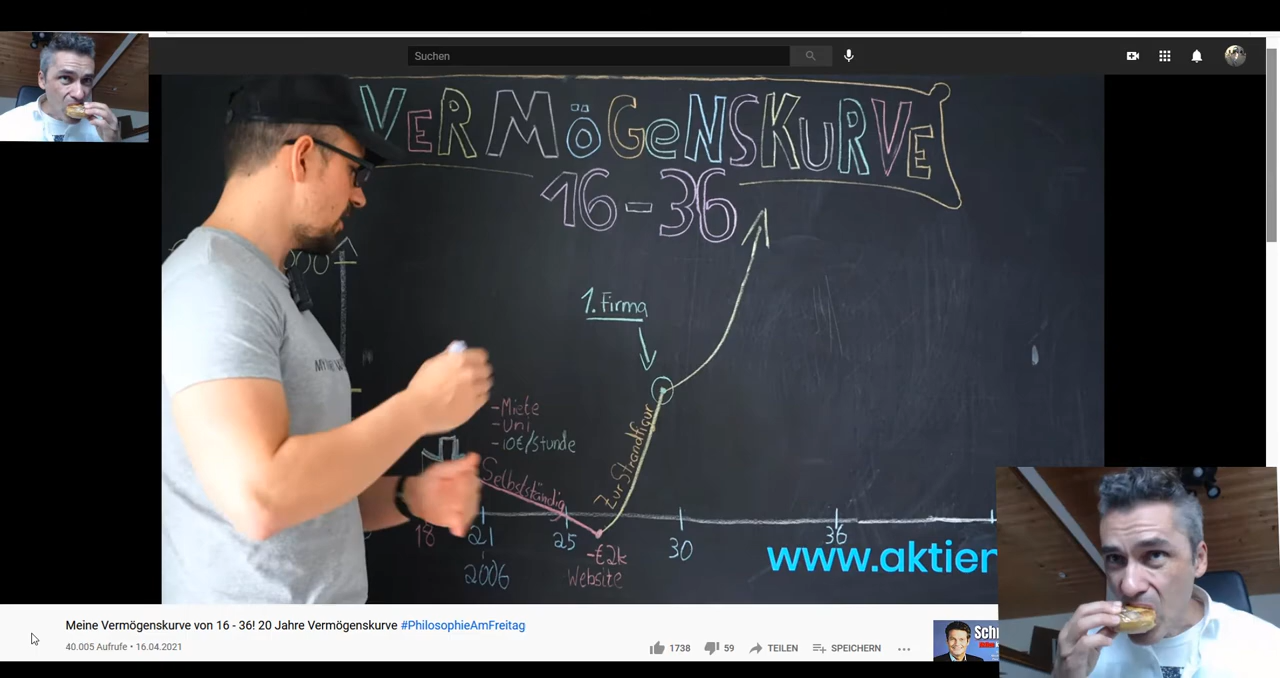 Suchen
VERMÖGENSKURVE
16-36
1. Firma
-Miete
-Uni
-10€/Stunde
Selbstständig
Zur Strandfigur
18
21
25
30
36
2006
-€2k
Website
www.aktien
Meine Vermögenskurve von 16 - 36! 20 Jahre Vermögenskurve #PhilosophieAmFreitag
40.005 Aufrufe • 16.04.2021
1738
59
TEILEN
SPEICHERN